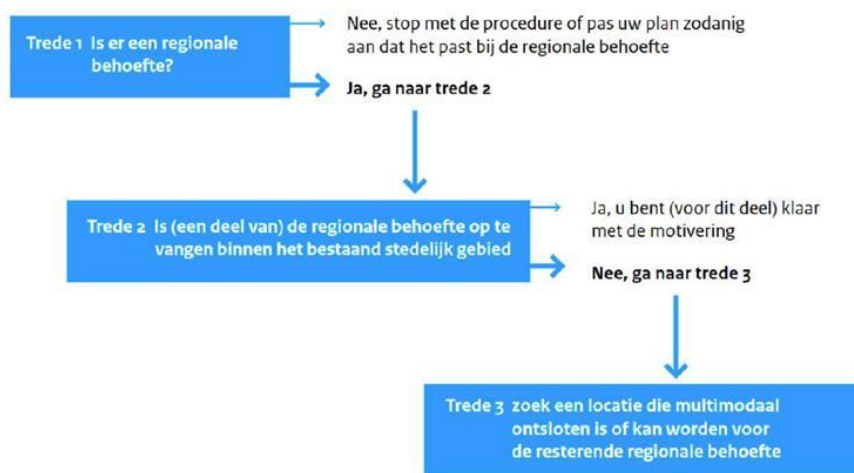 Trede 1 Is er een regionale
behoefte?
Nee, stop met de procedure of pas uw plan zodanig
aan dat het past bij de regionale behoefte
Ja, ga naar trede 2
Trede 2 Is (een deel van) de regionale behoefte op te
vangen binnen het bestaand stedelijk gebied
Ja, u bent (voor dit deel) klaar
met de motivering
Nee, ga naar trede 3
Trede 3 zoek een locatie die multimodaal
ontsloten is of kan worden voor
de resterende regionale behoefte